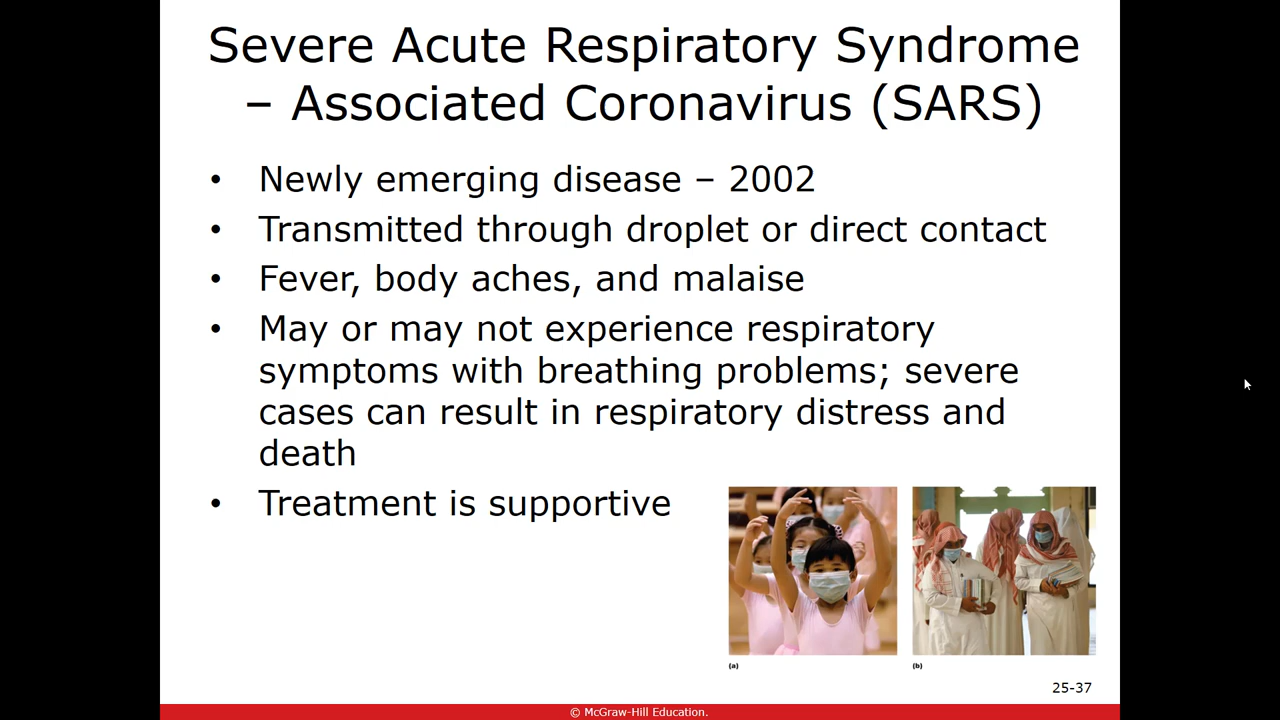 Severe Acute Respiratory Syndrome
– Associated Coronavirus (SARS)
• Newly emerging disease – 2002
• Transmitted through droplet or direct contact
• Fever, body aches, and malaise
• May or may not experience respiratory
symptoms with breathing problems; severe
cases can result in respiratory distress and
death
• Treatment is supportive
(a)
(b)
25-37
© McGraw-Hill Education.